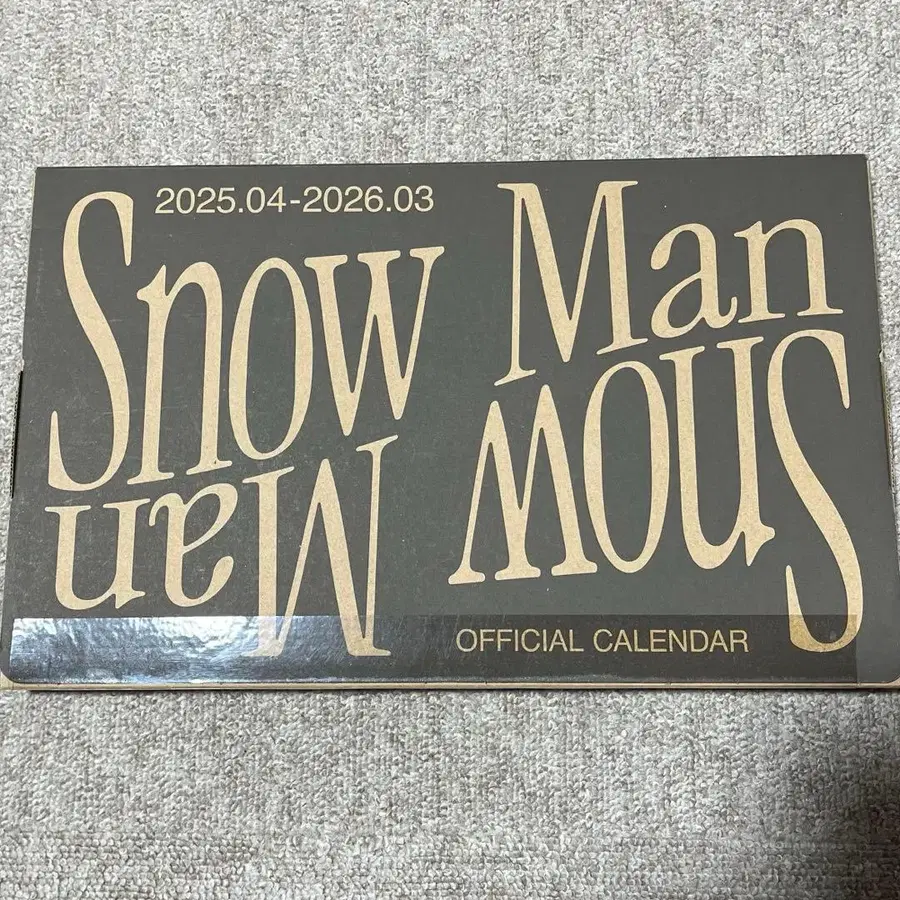 2025.04-2026.03
Snow Man
Snow Man
OFFICIAL CALENDAR